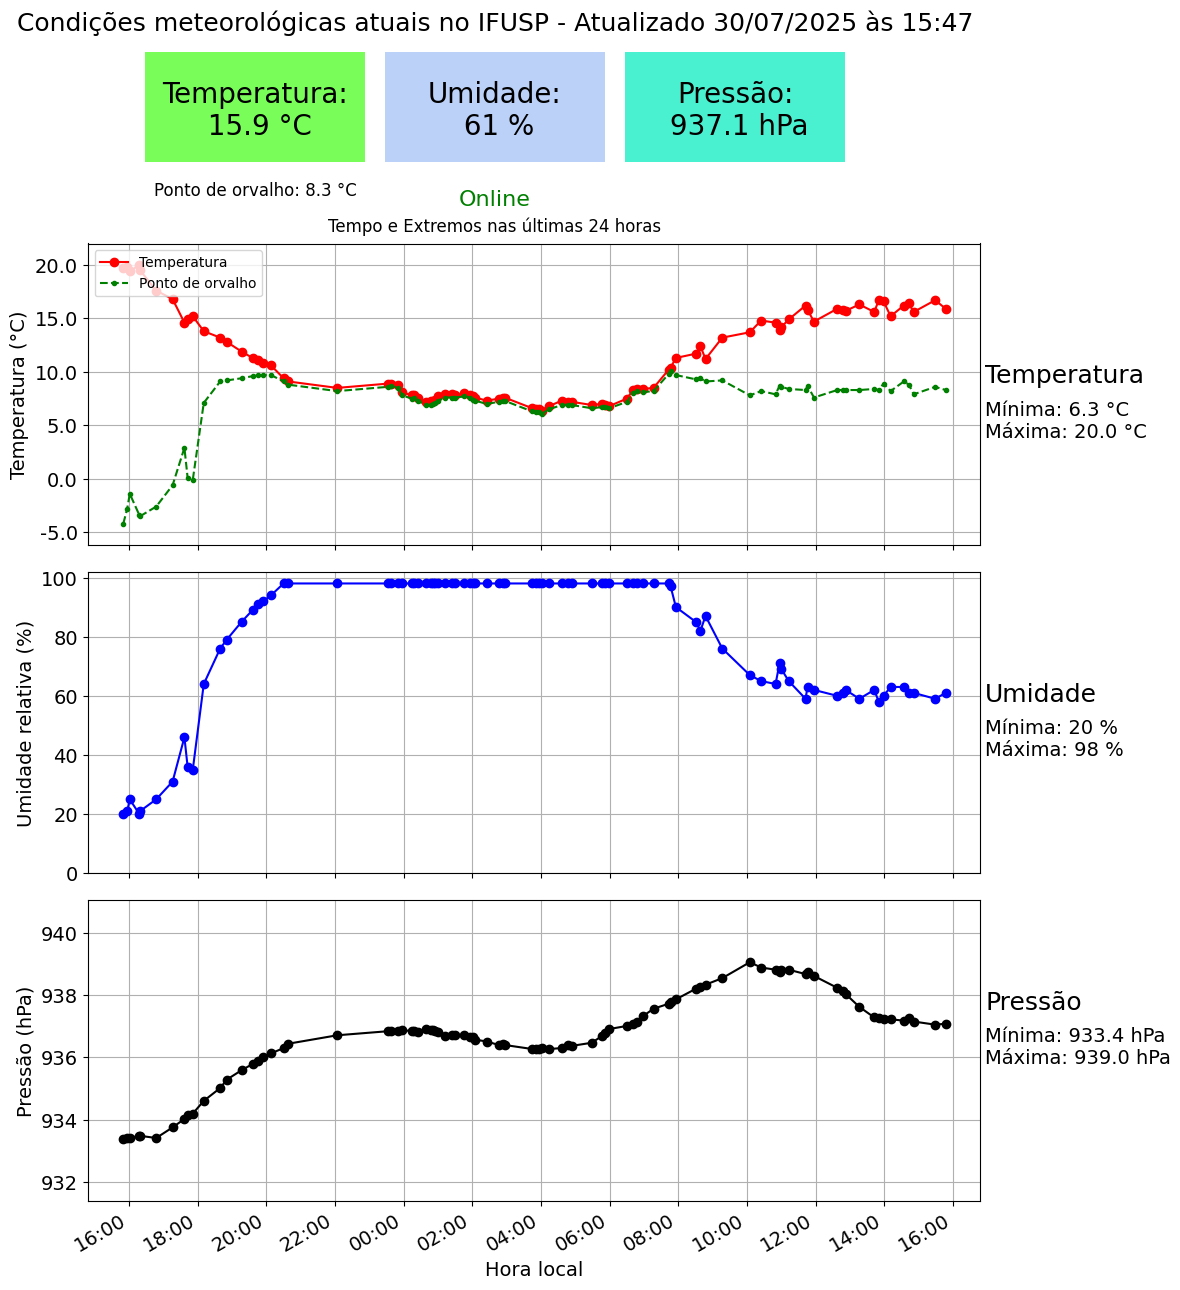 Condições meteorológicas atuais no IFUSP - Atualizado 30/07/2025 às 15:47
Temperatura:
15.9 °C
Umidade:
61 %
Pressão:
937.1 hPa
Ponto de orvalho: 8.3 °C
Online
Tempo e Extremos nas últimas 24 horas
Temperatura (°C)
20.0
15.0
10.0
5.0
0.0
-5.0
Temperatura
Ponto de orvalho
Temperatura
Mínima: 6.3 °C
Máxima: 20.0 °C
Umidade relativa (%)
100
80
60
40
20
0
Umidade
Mínima: 20 %
Máxima: 98 %
Pressão (hPa)
940
938
936
934
932
Pressão
Mínima: 933.4 hPa
Máxima: 939.0 hPa
16:00
18:00
20:00
22:00
00:00
02:00
04:00
06:00
08:00
10:00
12:00
14:00
16:00
Hora local